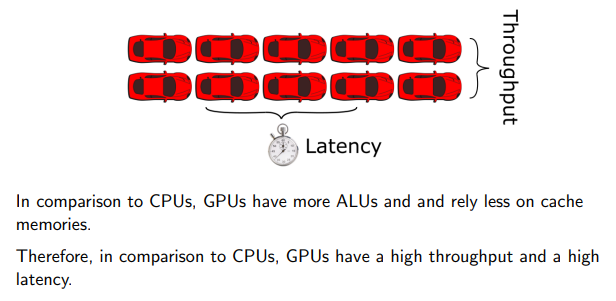 Throughput
Latency
In comparison to CPUs, GPUs have more ALUs and and rely less on cache
memories.
Therefore, in comparison to CPUs, GPUs have a high throughput and a high
latency.